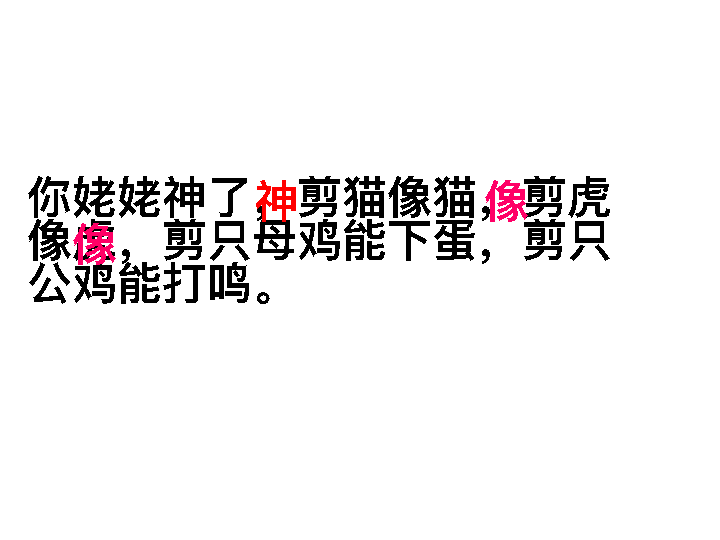 你姥姥神了，剪猫像猫，剪虎
像虎，剪只母鸡能下蛋，剪只
公鸡能打鸣。
神
像
像